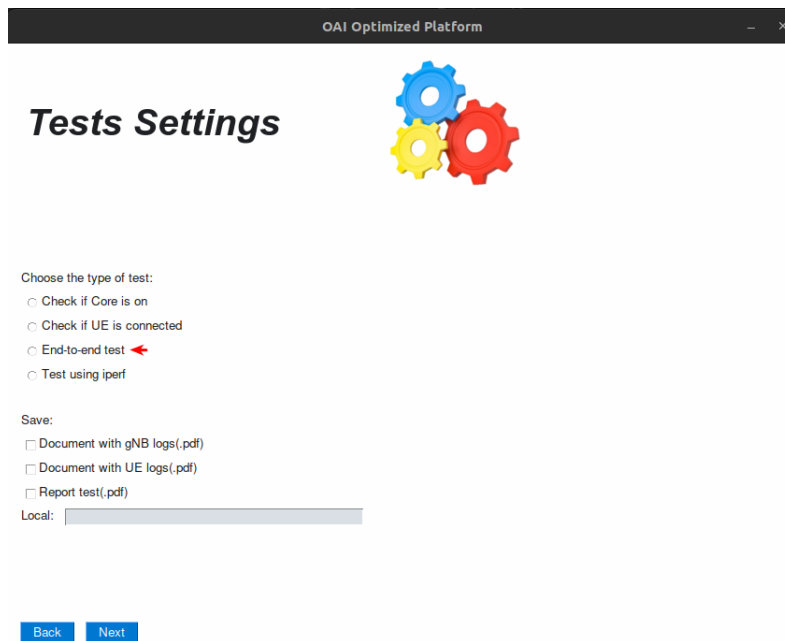 OAI Optimized Platform
Tests Settings
Choose the type of test:
Check if Core is on
Check if UE is connected
End-to-end test
Test using iperf
Save:
Document with gNB logs(.pdf)
Document with UE logs(.pdf)
Report test(.pdf)
Local:
Back Next